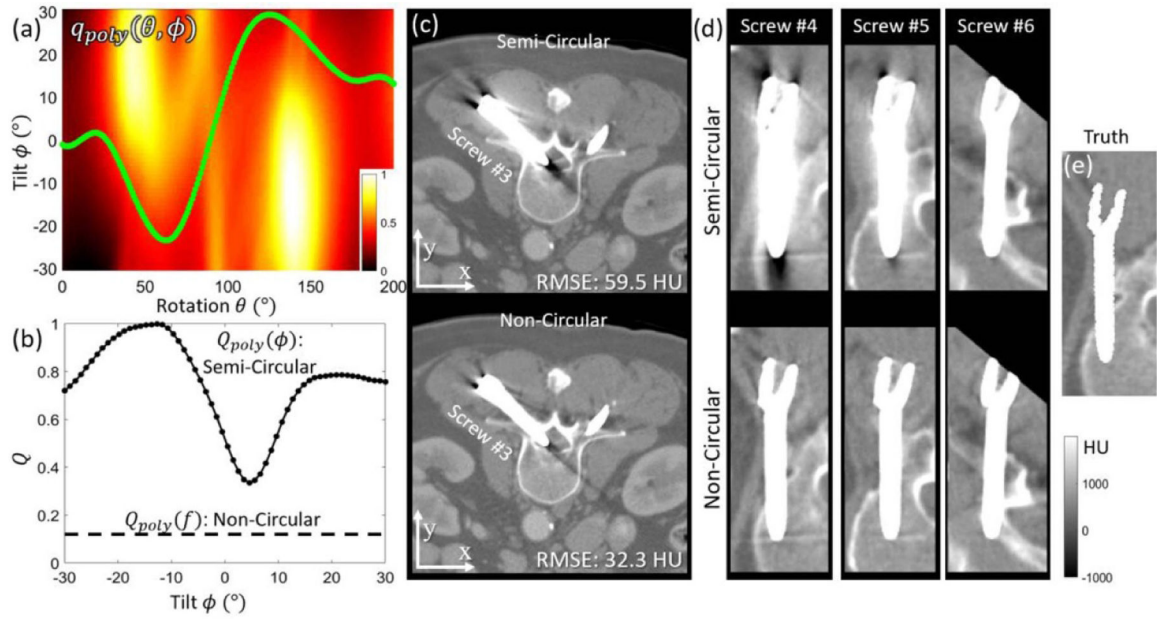 (a)
q_poly(θ, ϕ)
30
20
10
0
-10
-20
-30
Tilt ϕ (°)
1
0.5
0
0 50 100 150 200
Rotation θ (°)
(b)
1
0.8
0.6
0.4
0.2
0
Q
Q_poly(ϕ):
Semi-Circular
Q_poly(f): Non-Circular
-30 -20 -10 0 10 20 30
Tilt ϕ (°)
(c)
Semi-Circular
Screw #3
y
x
RMSE: 59.5 HU
Non-Circular
Screw #3
y
x
RMSE: 32.3 HU
(d)
Screw #4 Screw #5 Screw #6
Semi-Circular
Non-Circular
Truth
(e)
HU
1000
0
-1000